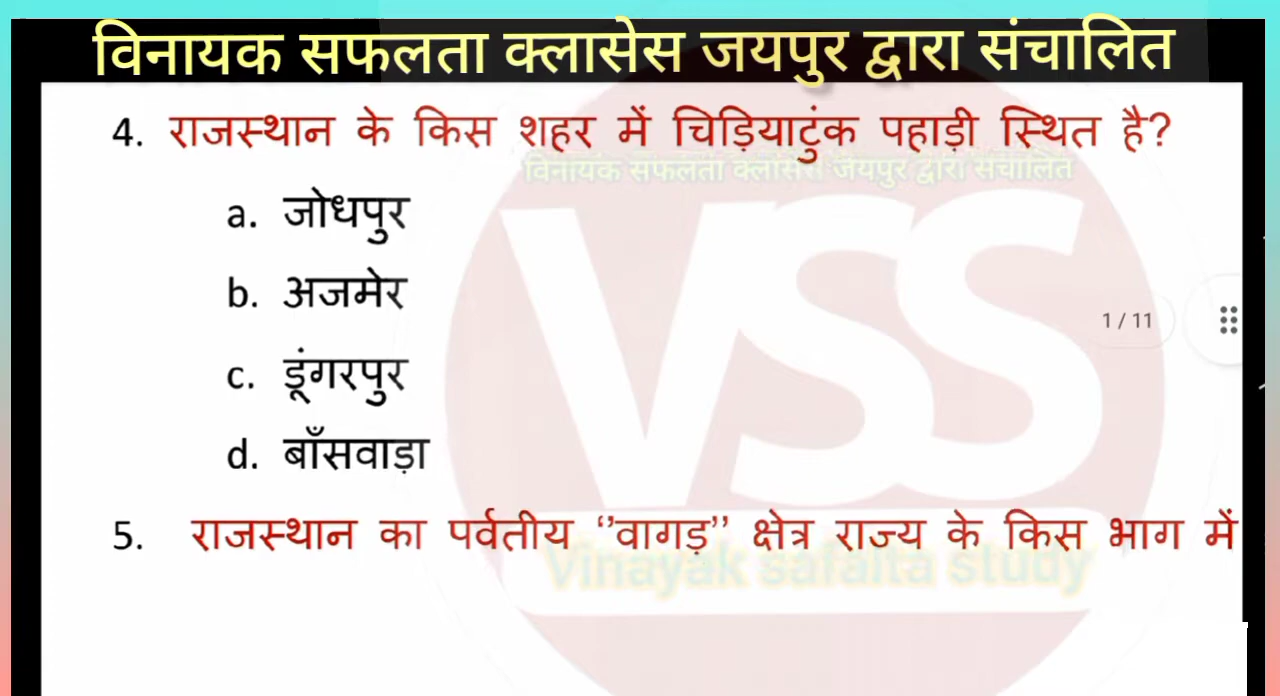 विनायक सफलता क्लासेस जयपुर द्वारा संचालित
4. राजस्थान के किस शहर में चिड़ियाटुंक पहाड़ी स्थित है?
विनायक सफलता क्लासेस जयपुर द्वारा संचालित
a. जोधपुर
VSS
b. अजमेर
1 / 11
c. डूंगरपुर
d. बाँसवाड़ा
5. राजस्थान का पर्वतीय ‘’वागड़’’ क्षेत्र राज्य के किस भाग में
Vinayak safalta study